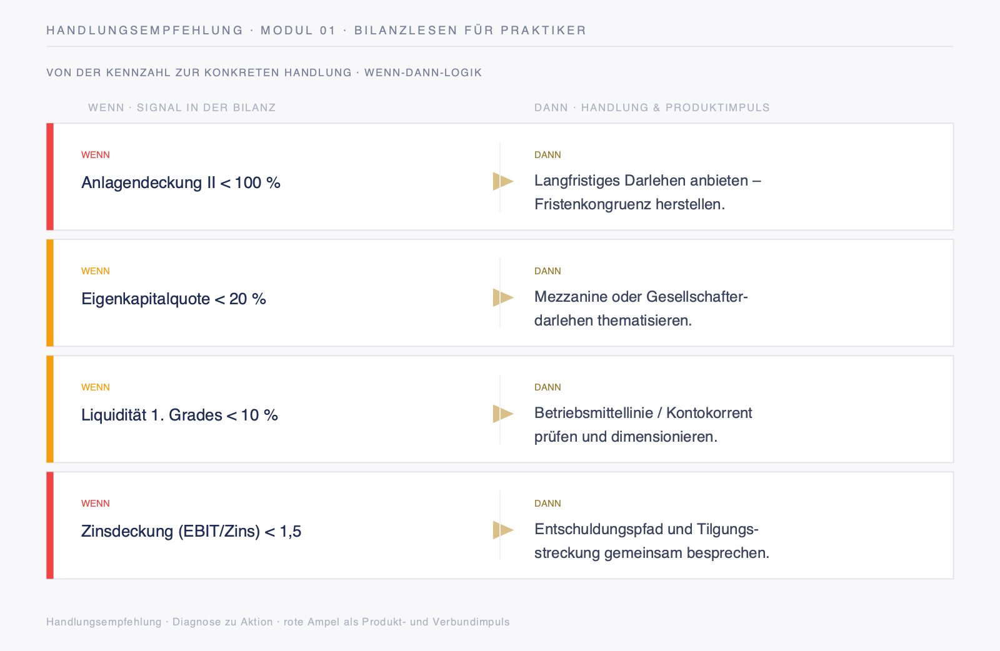 HANDLUNGSEMPFEHLUNG · MODUL 01 · BILANZLESEN FÜR PRAKTIKER
VON DER KENNZAHL ZUR KONKRETEN HANDLUNG · WENN-DANN-LOGIK
WENN · SIGNAL IN DER BILANZ
DANN · HANDLUNG & PRODUKTIMPULS
WENN
Anlagendeckung II < 100 %
DANN
Langfristiges Darlehen anbieten –
Fristenkongruenz herstellen.
WENN
Eigenkapitalquote < 20 %
DANN
Mezzanine oder Gesellschafter-
darlehen thematisieren.
WENN
Liquidität 1. Grades < 10 %
DANN
Betriebsmittellinie / Kontokorrent
prüfen und dimensionieren.
WENN
Zinsdeckung (EBIT/Zins) < 1,5
DANN
Entschuldungspfad und Tilgungs-
streckung gemeinsam besprechen.
Handlungsempfehlung · Diagnose zu Aktion · rote Ampel als Produkt- und Verbundimpuls